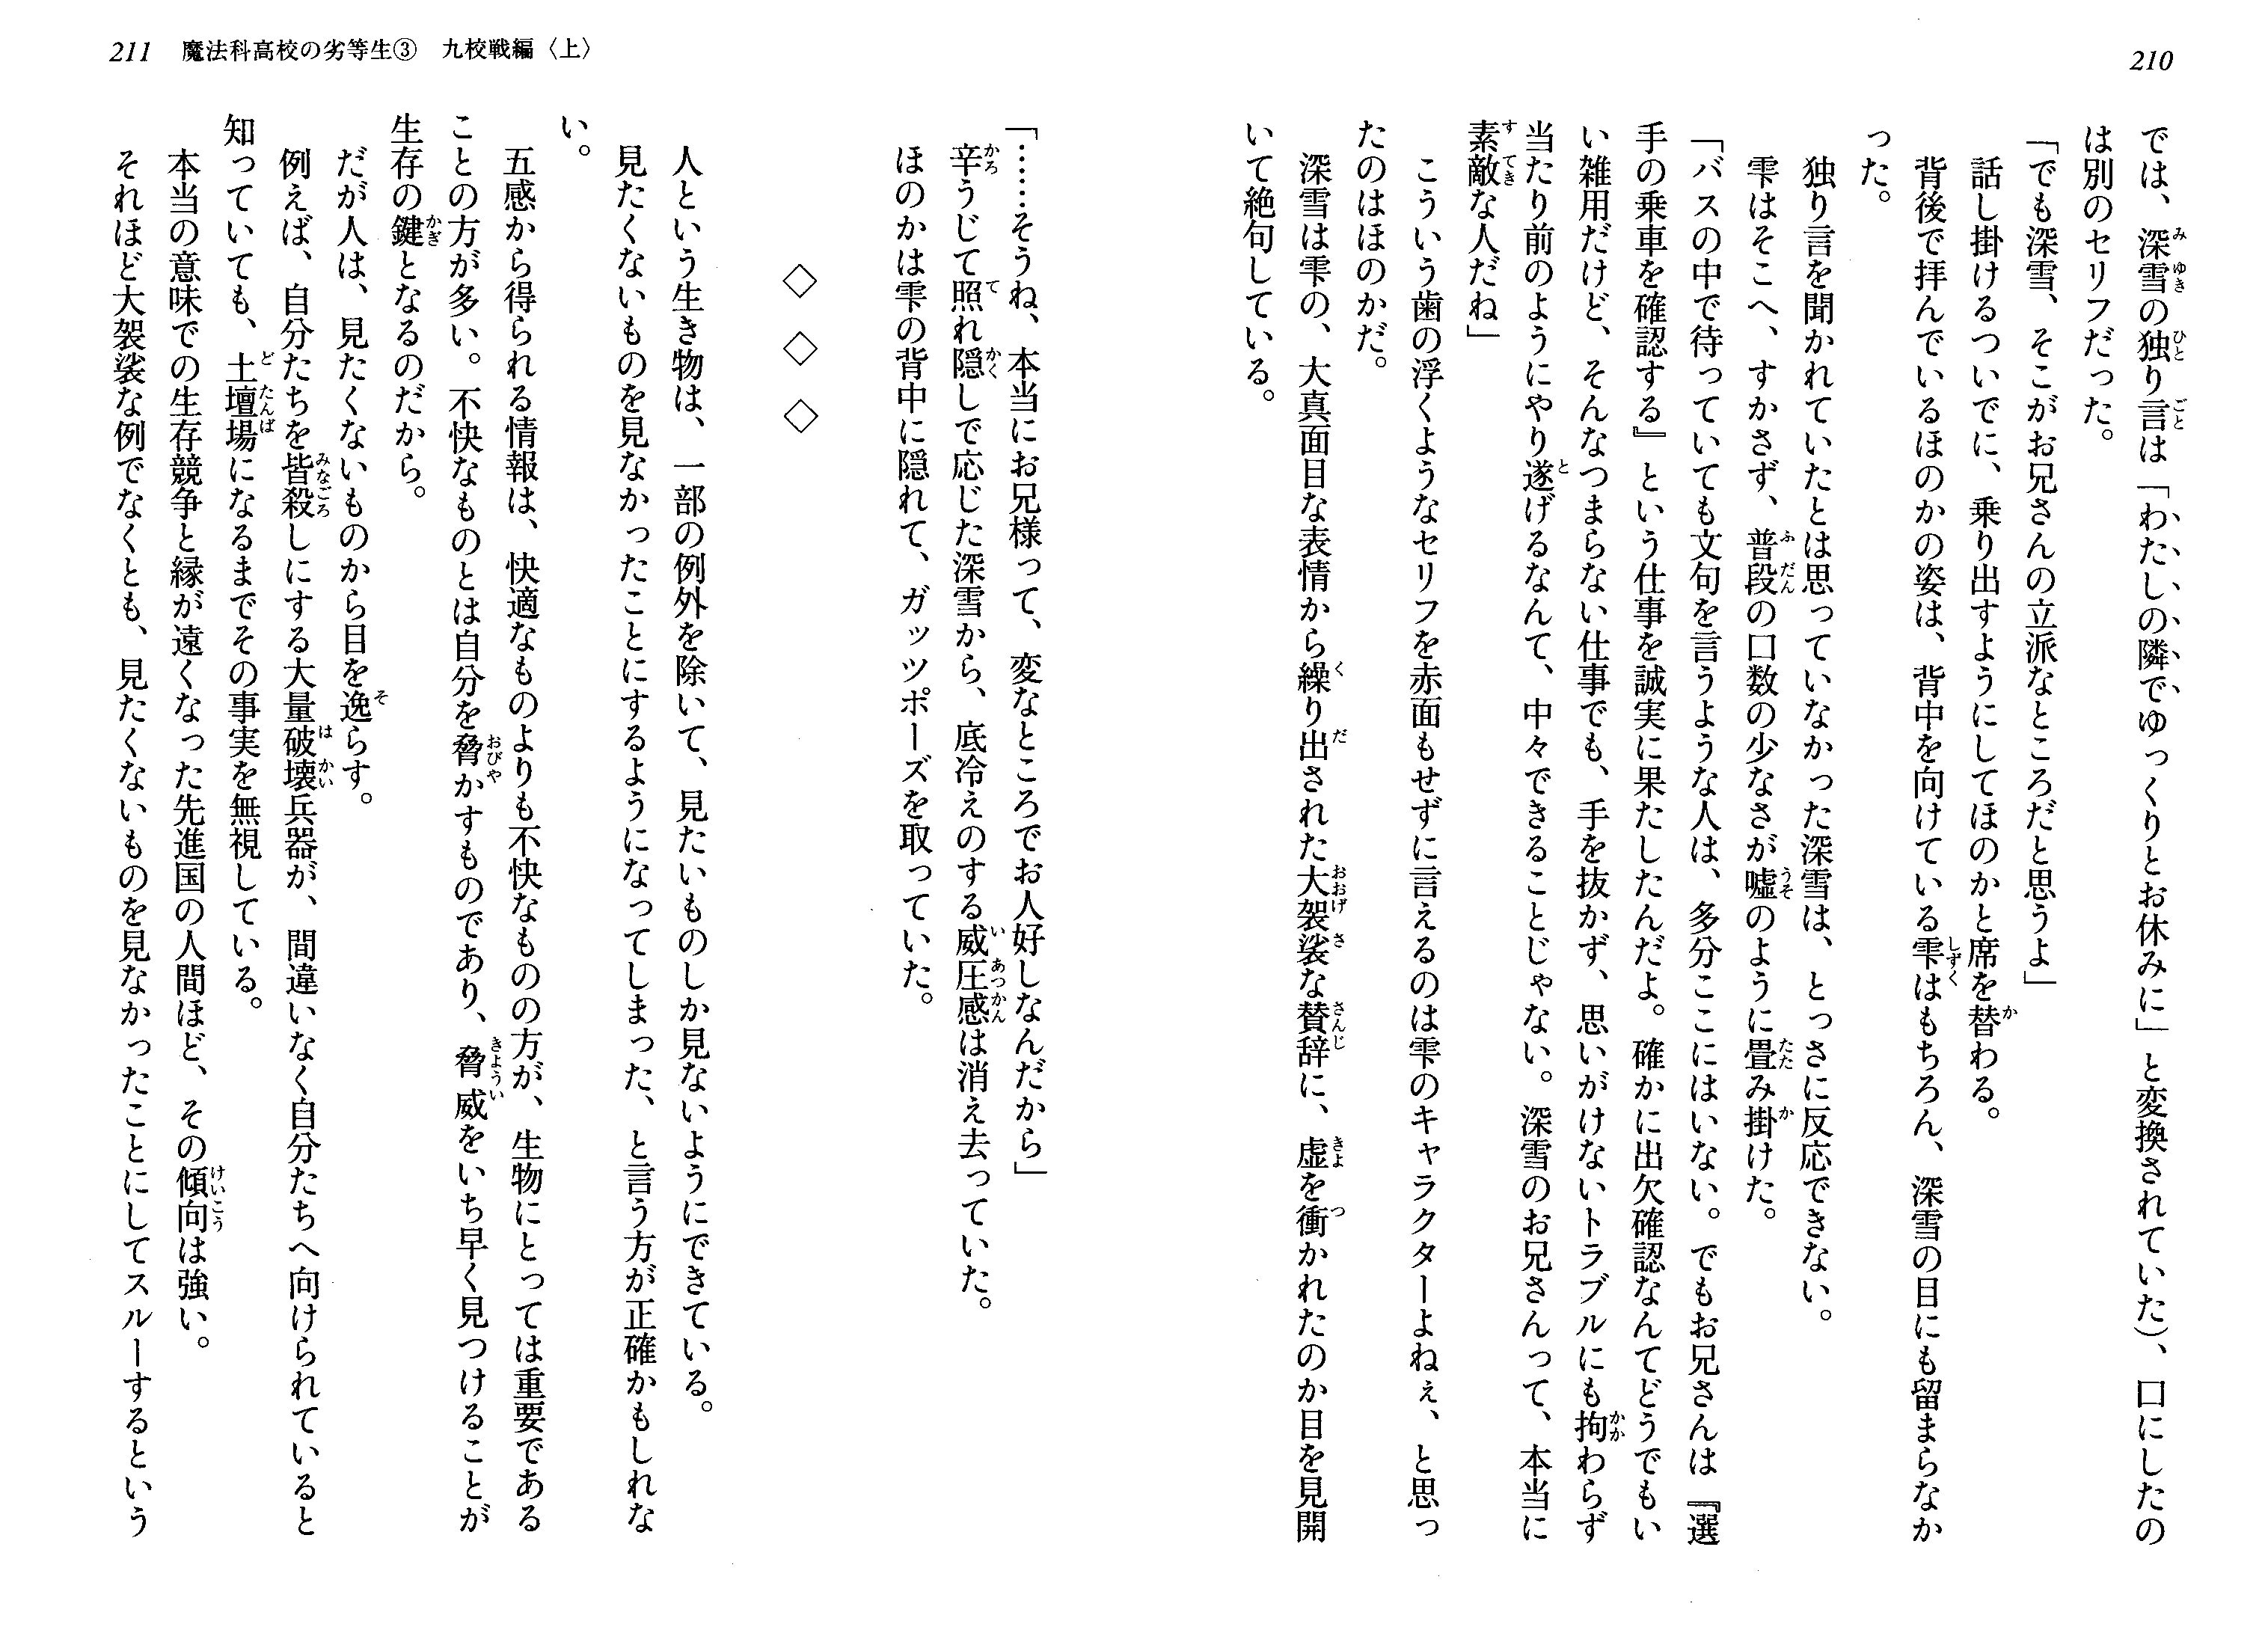 210
では、深雪の独り言は「わたしの隣でゆっくりとお休みに」と変換されていた)、口にしたの
は別のセリフだった。
「でも深雪、そこがお兄さんの立派なところだと思うよ」
話し掛けるついでに、乗り出すようにしてほのかと席を替わる。
背後で拝んでいるほのかの姿は、背中を向けている雫はもちろん、深雪の目にも留まらなか
った。
独り言を聞かれていたとは思っていなかった深雪は、とっさに反応できない。
雫はそこへ、すかさず、普段の口数の少なさが嘘のように畳み掛けた。
「バスの中で待っていても文句を言うような人は、多分ここにはいない。でもお兄さんは『選
手の乗車を確認する』という仕事を誠実に果たしたんだよ。確かに出欠確認なんてどうでもい
い雑用だけど、そんなつまらない仕事でも、手を抜かず、思いがけないトラブルにも拘わらず
当たり前のようにやり遂げるなんて、中々できることじゃない。深雪のお兄さんって、本当に
素敵な人だね」
こういう歯の浮くようなセリフを赤面もせずに言えるのは雫のキャラクターよねぇ、と思っ
たのはほのかだ。
深雪は雫の、大真面目な表情から繰り出された大袈裟な賛辞に、虚を衝かれたのか目を見開
いて絶句している。
211 魔法科高校の劣等生③ 九校戦編〈上〉
「……そうね、本当にお兄様って、変なところでお人好しなんだから」
辛うじて照れ隠しで応じた深雪から、底冷えのする威圧感は消え去っていた。
ほのかは雫の背中に隠れて、ガッツポーズを取っていた。
◇ ◇ ◇
人という生き物は、一部の例外を除いて、見たいものしか見ないようにできている。
見たくないものを見なかったことにするようになってしまった、と言う方が正確かもしれな
い。
五感から得られる情報は、快適なものよりも不快なものの方が、生物にとっては重要である
ことの方が多い。不快なものとは自分を脅かすものであり、脅威をいち早く見つけることが
生存の鍵となるのだから。
だが人は、見たくないものから目を逸らす。
例えば、自分たちを皆殺しにする大量破壊兵器が、間違いなく自分たちへ向けられていると
知っていても、土壇場になるまでその事実を無視している。
本当の意味での生存競争と縁が遠くなった先進国の人間ほど、その傾向は強い。
それほど大袈裟な例でなくとも、見たくないものを見なかったことにしてスルーするという